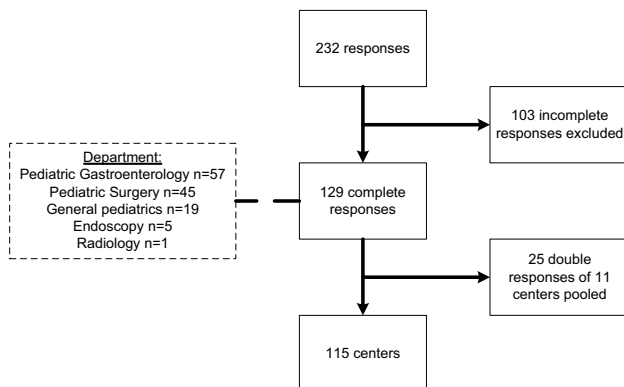 232 responses
103 incomplete
responses excluded
Department:
Pediatric Gastroenterology n=57
Pediatric Surgery n=45
General pediatrics n=19
Endoscopy n=5
Radiology n=1
129 complete
responses
25 double
responses of 11
centers pooled
115 centers